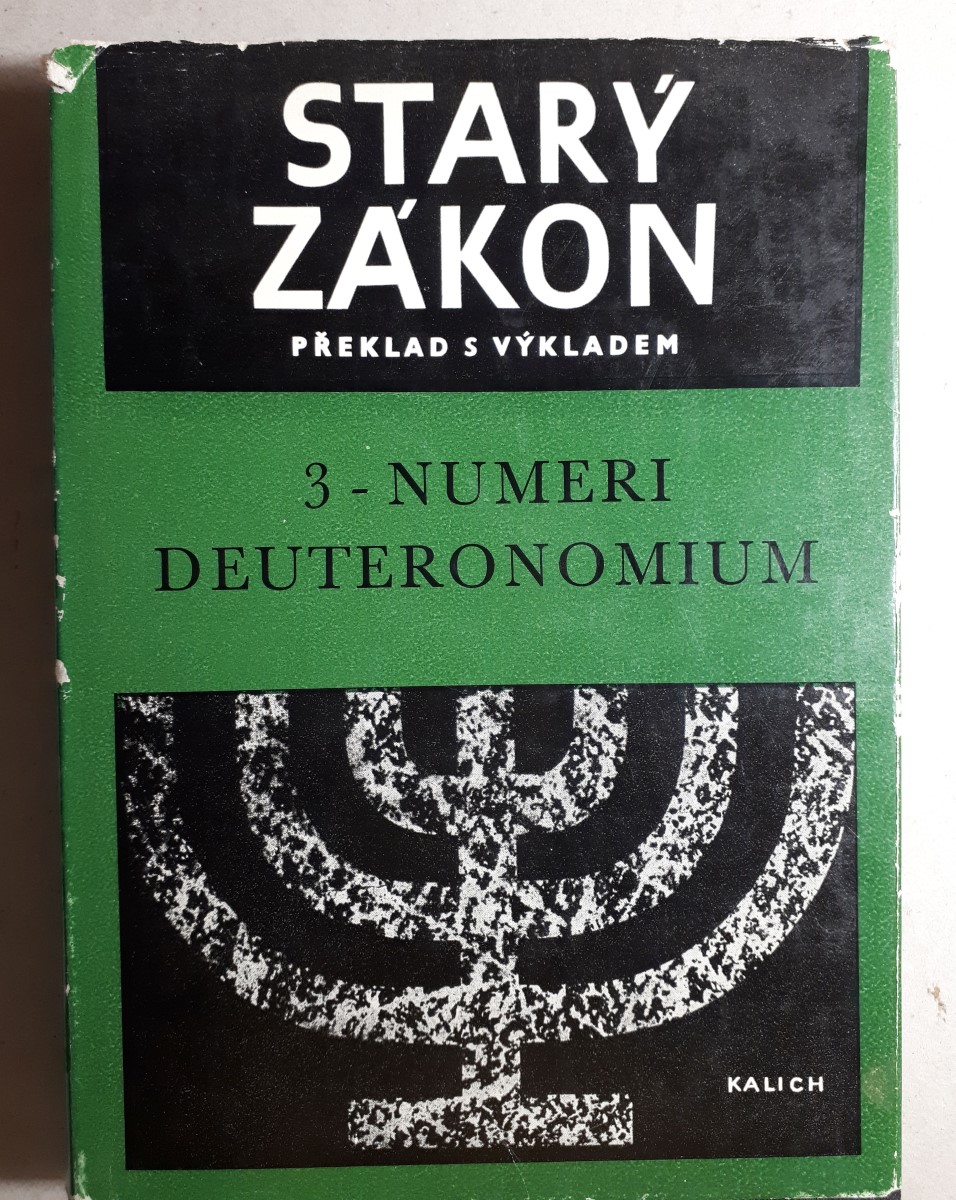 STARÝ
ZÁKON
PŘEKLAD S VÝKLADEM
3 - NUMERI
DEUTERONOMIUM
KALICH